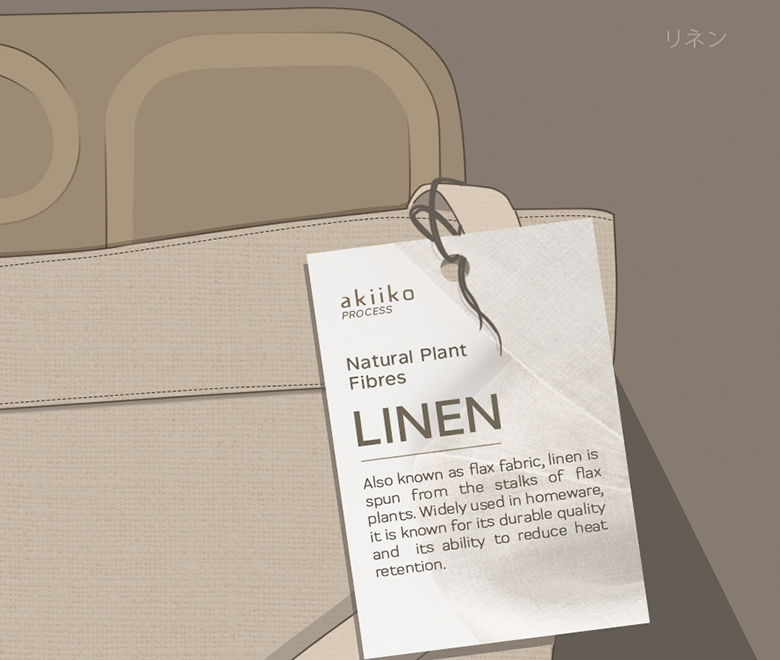 リネン
akiiko
PROCESS
Natural Plant
Fibres
LINEN
Also known as flax fabric, linen is
spun from the stalks of flax
plants. Widely used in homeware,
it is known for its durable quality
and its ability to reduce heat
retention.